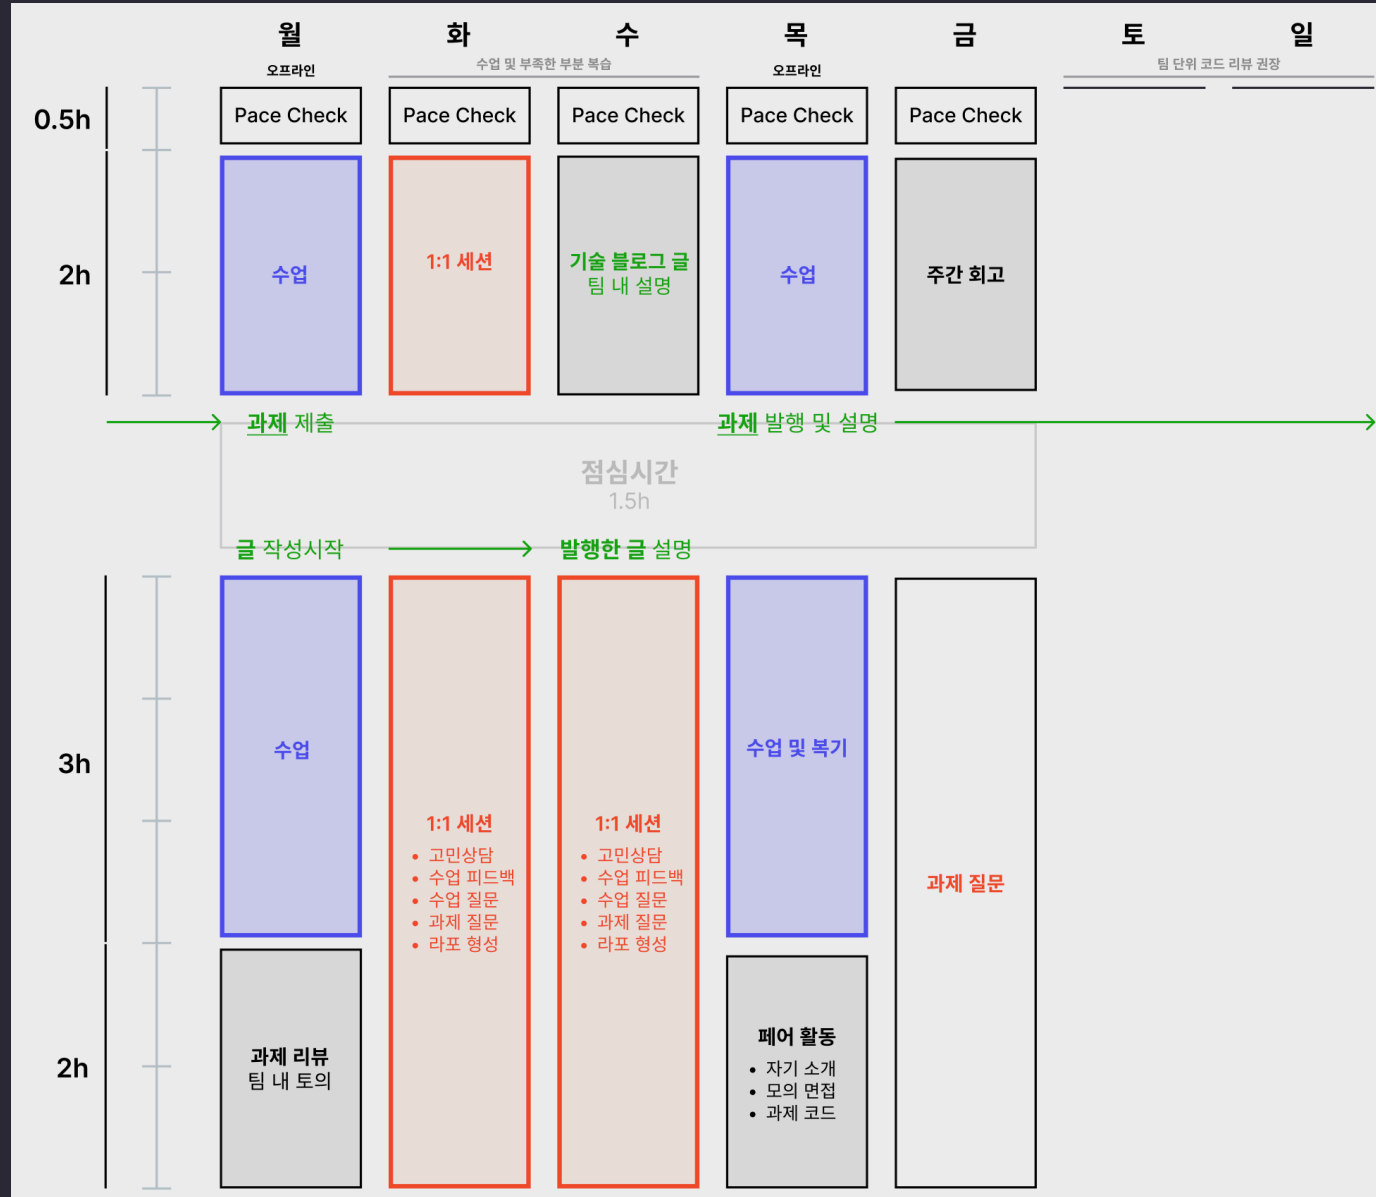 월
화
수
목
금
토
일
오프라인
수업 및 부족한 부분 복습
오프라인
팀 단위 코드 리뷰 권장
0.5h
Pace Check
Pace Check
Pace Check
Pace Check
Pace Check
2h
수업
1:1 세션
기술 블로그 글
팀 내 설명
수업
주간 회고
과제 제출
과제 발행 및 설명
점심시간
1.5h
글 작성시작
발행한 글 설명
3h
수업
1:1 세션
• 고민상담
• 수업 피드백
• 수업 질문
• 과제 질문
• 라포 형성
1:1 세션
• 고민상담
• 수업 피드백
• 수업 질문
• 과제 질문
• 라포 형성
수업 및 복기
과제 질문
2h
과제 리뷰
팀 내 토의
페어 활동
• 자기 소개
• 모의 면접
• 과제 코드